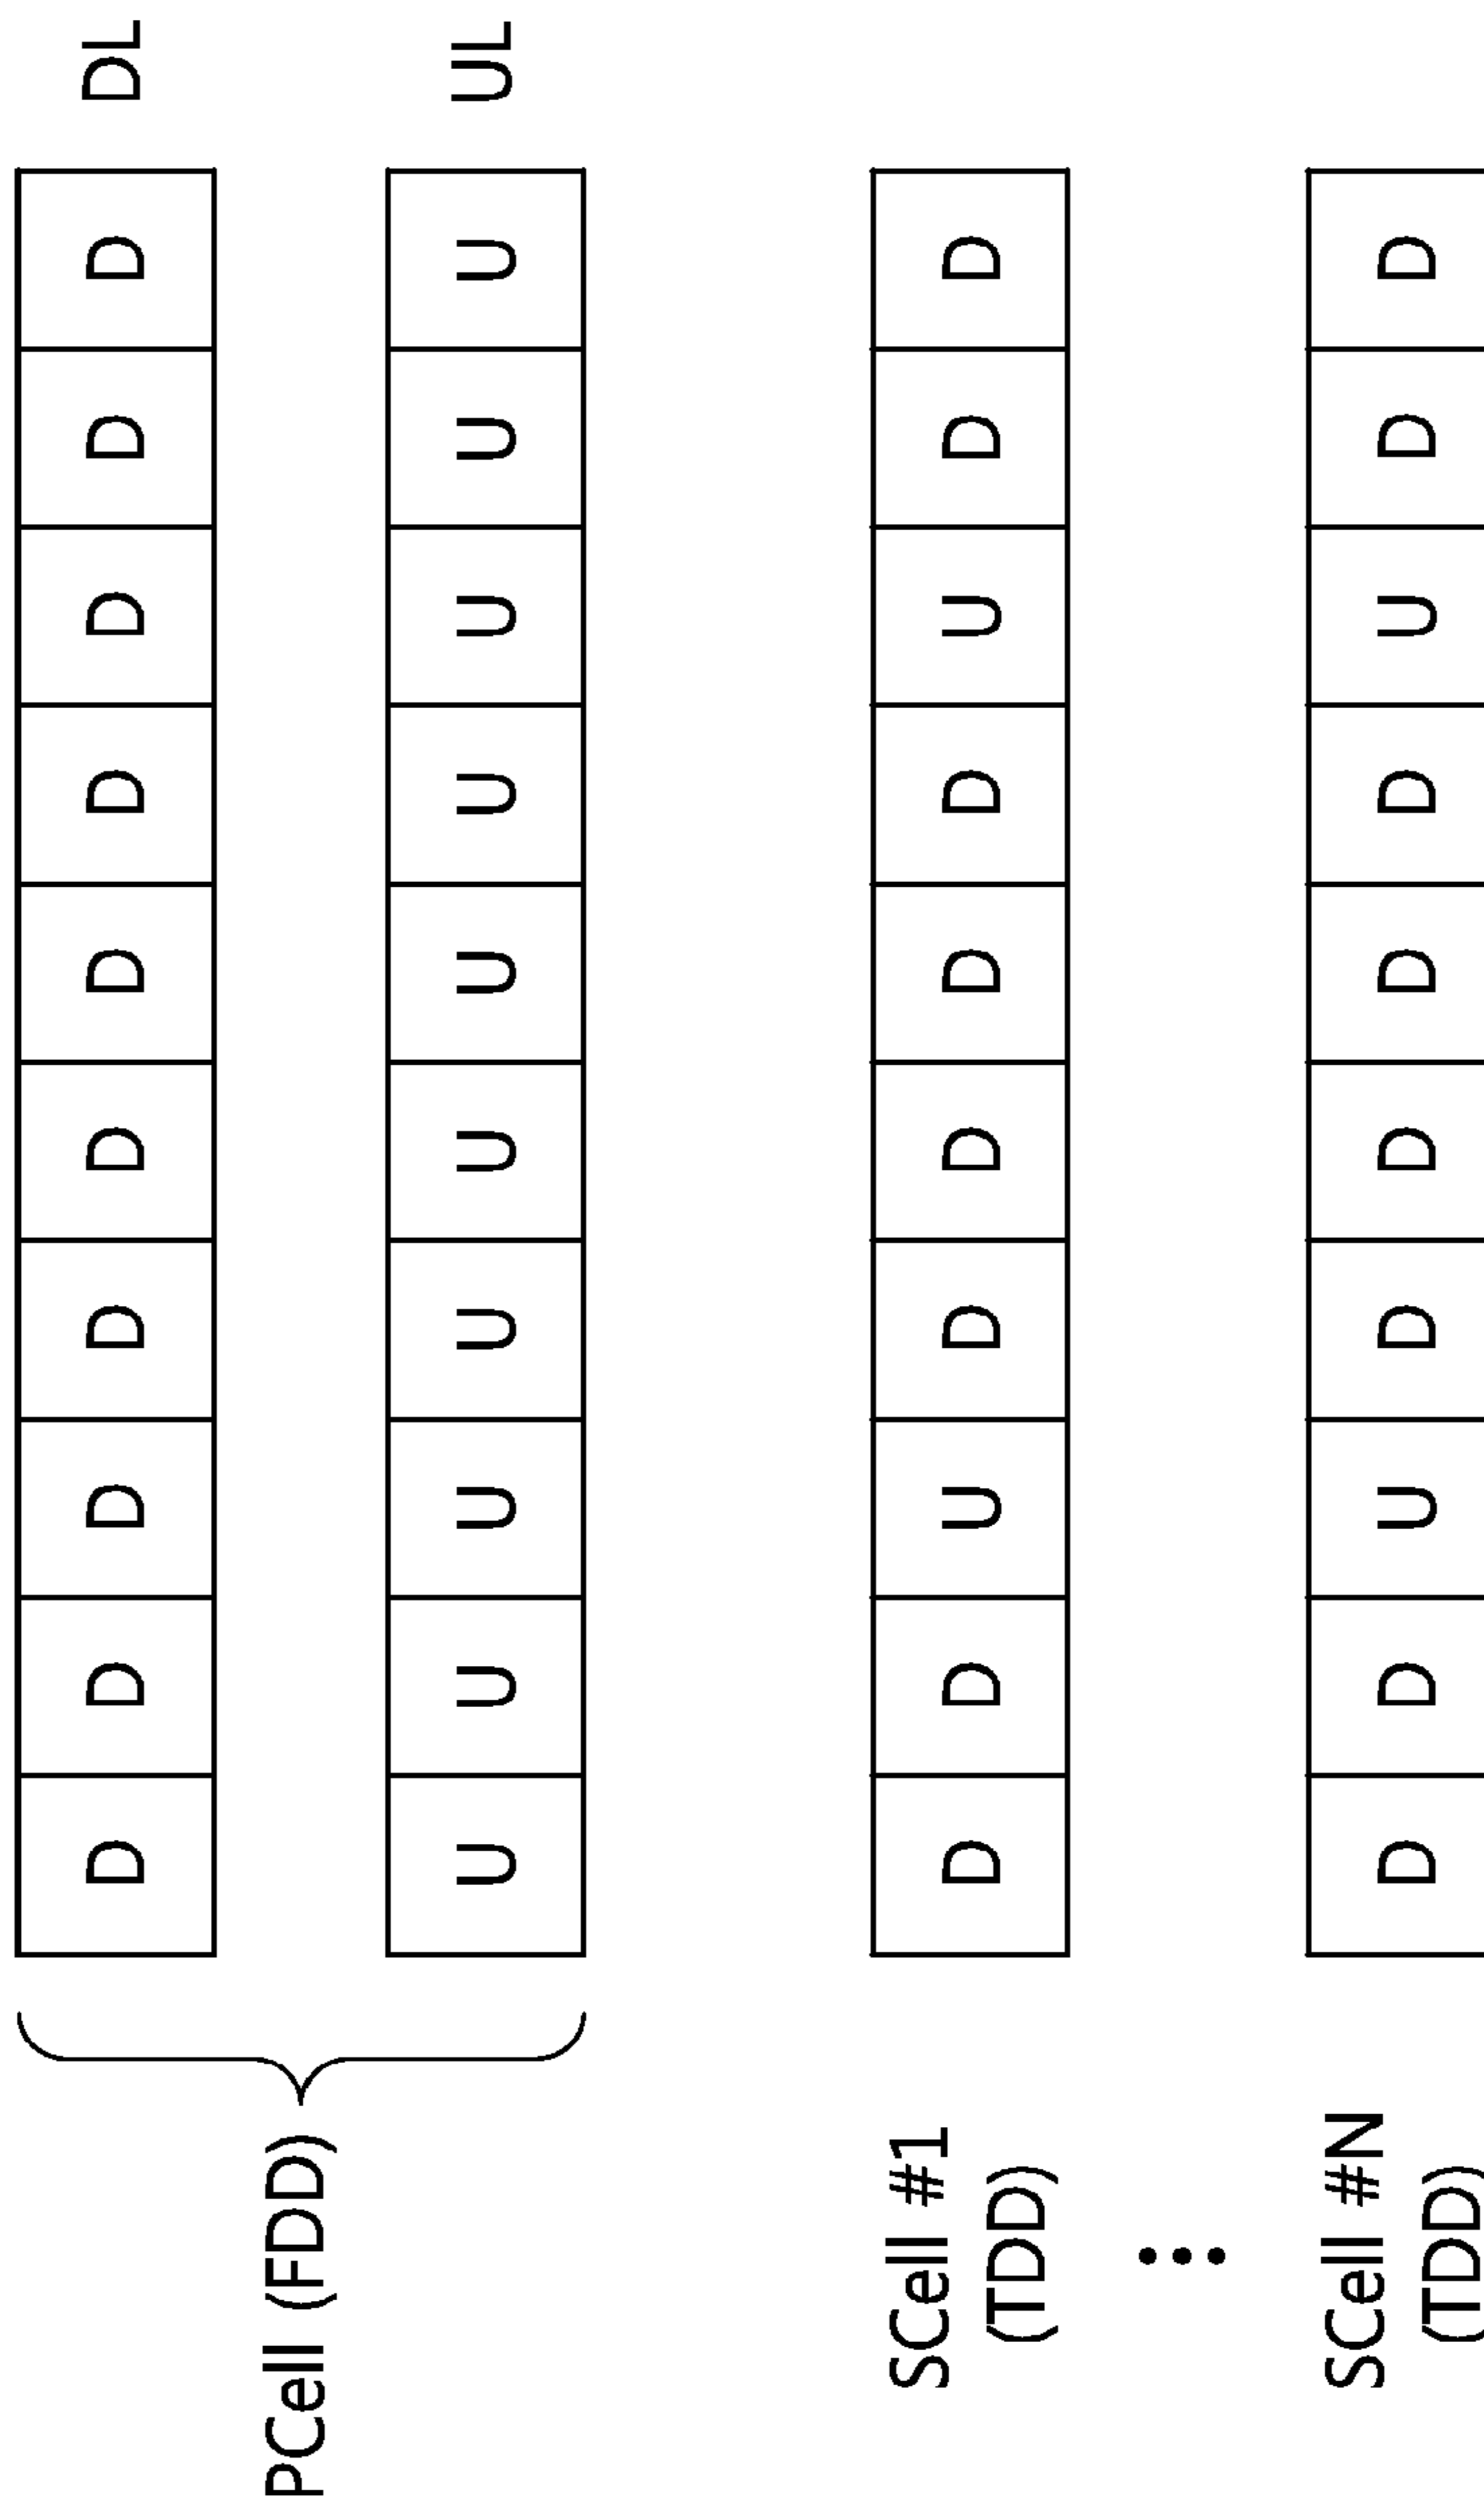 D D D D D D D D D D DL
PCell (FDD)
U U U U U U U U U U UL
SCell #1 D D U D D D D U D D
(TDD)
SCell #N D D U D D D D U D D
(TDD)